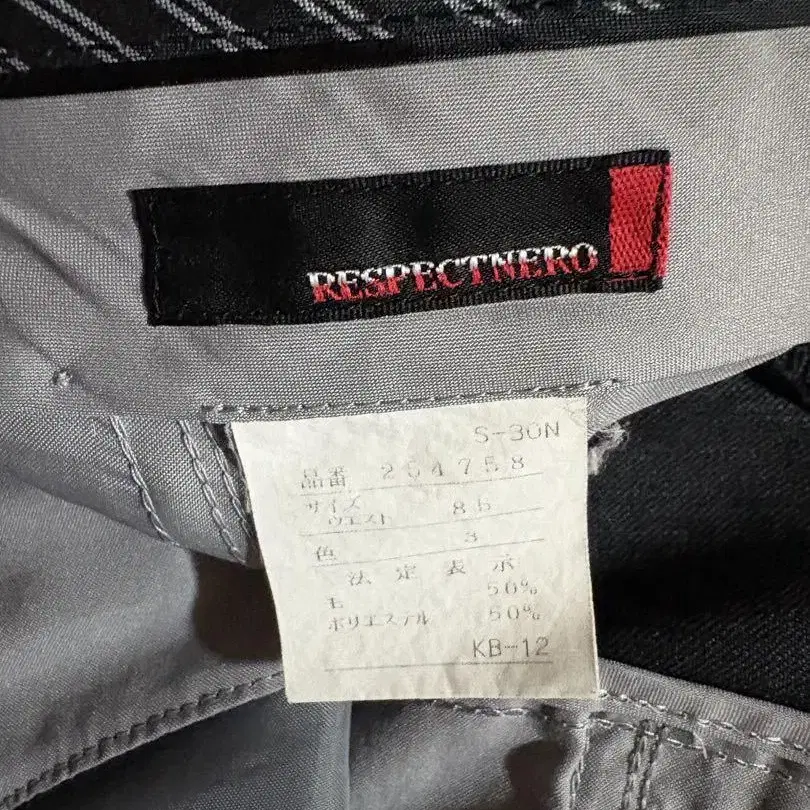 RESPECTNERO
S-30N
品番 264758
サイズ
ウエスト 85
色 3
法定表示
毛 50%
ポリエステル 50%
KB-12